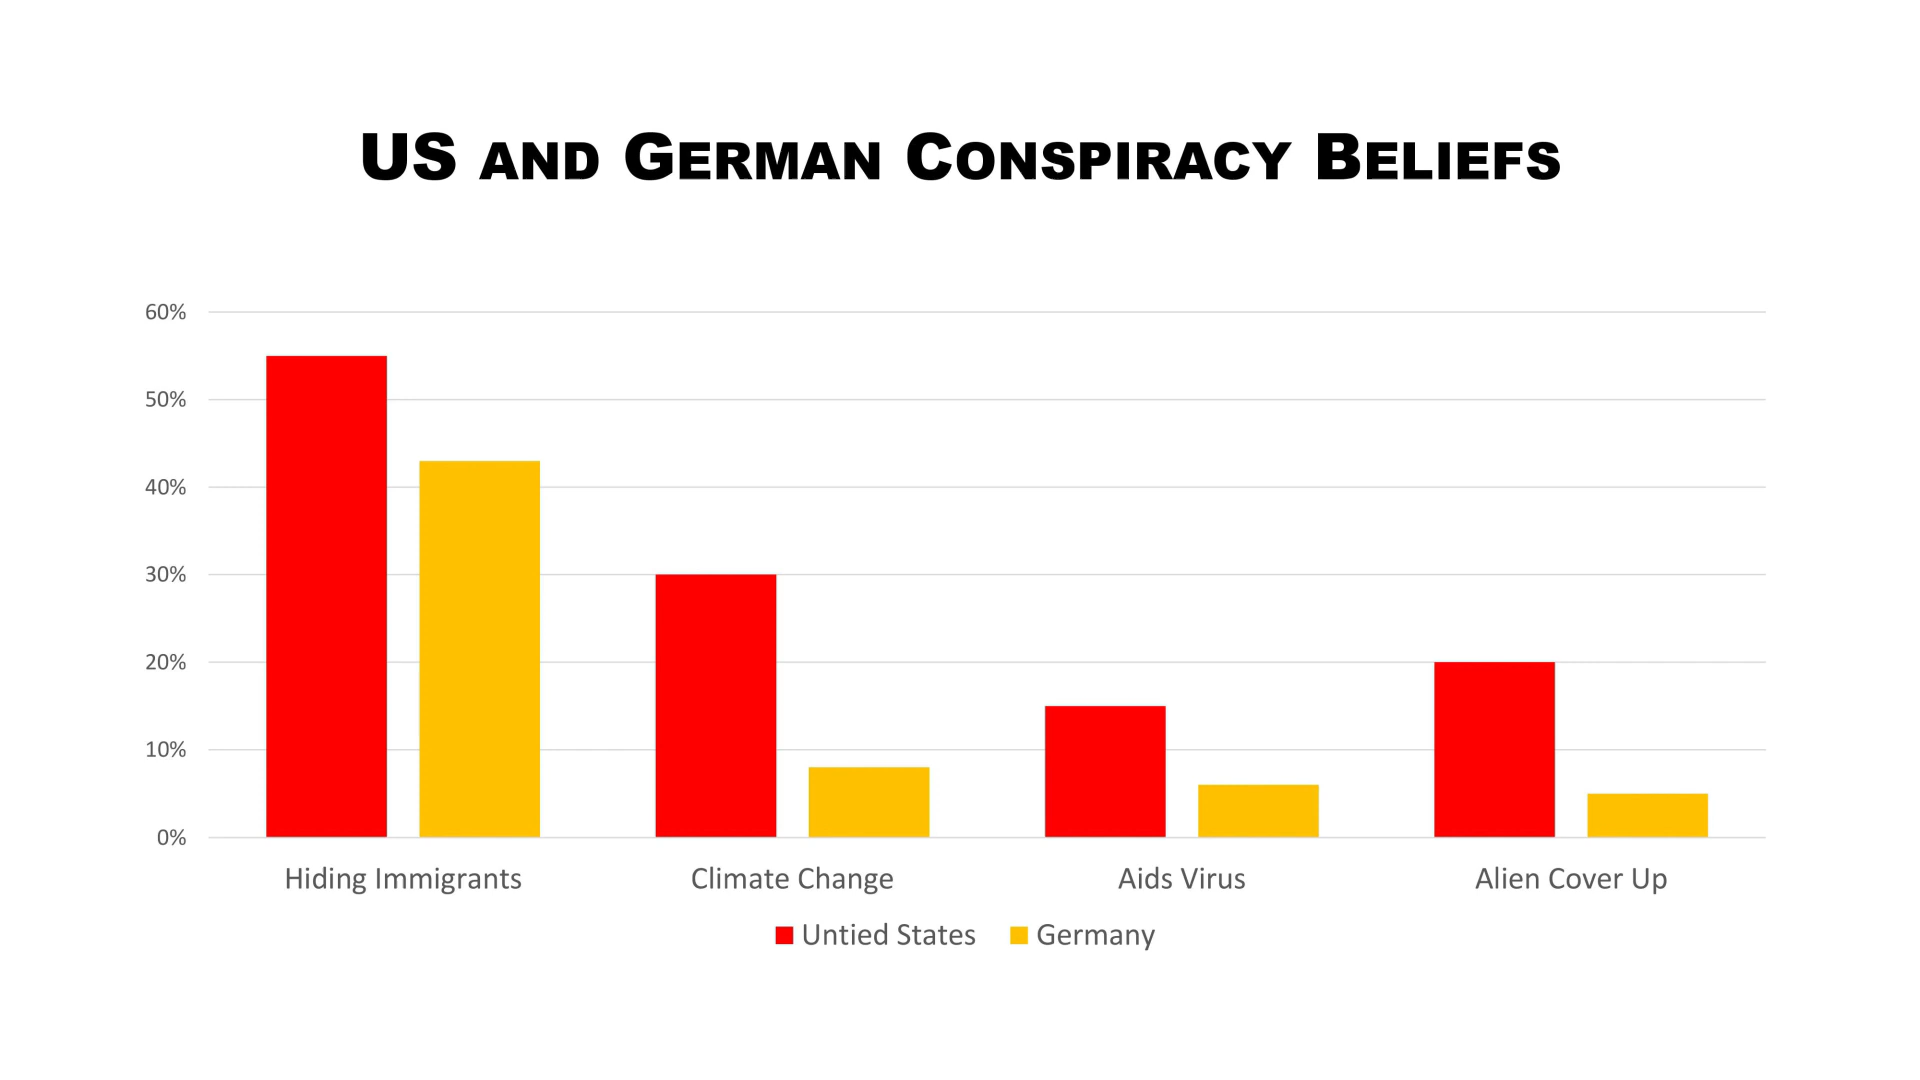 US AND GERMAN CONSPIRACY BELIEFS
60%
50%
40%
30%
20%
10%
0%
Hiding Immigrants Climate Change Aids Virus Alien Cover Up
Untied States Germany